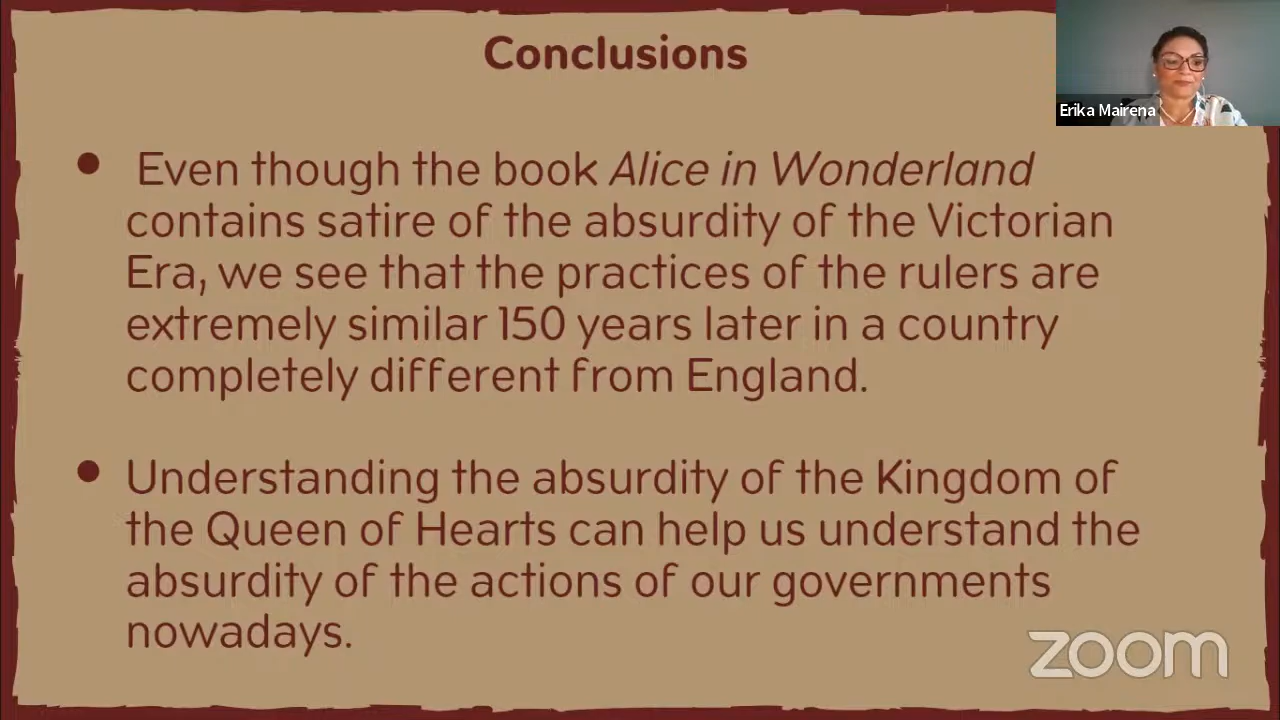 Conclusions
Erika Mairena
• Even though the book Alice in Wonderland
contains satire of the absurdity of the Victorian
Era, we see that the practices of the rulers are
extremely similar 150 years later in a country
completely different from England.
• Understanding the absurdity of the Kingdom of
the Queen of Hearts can help us understand the
absurdity of the actions of our governments
nowadays.
zoom